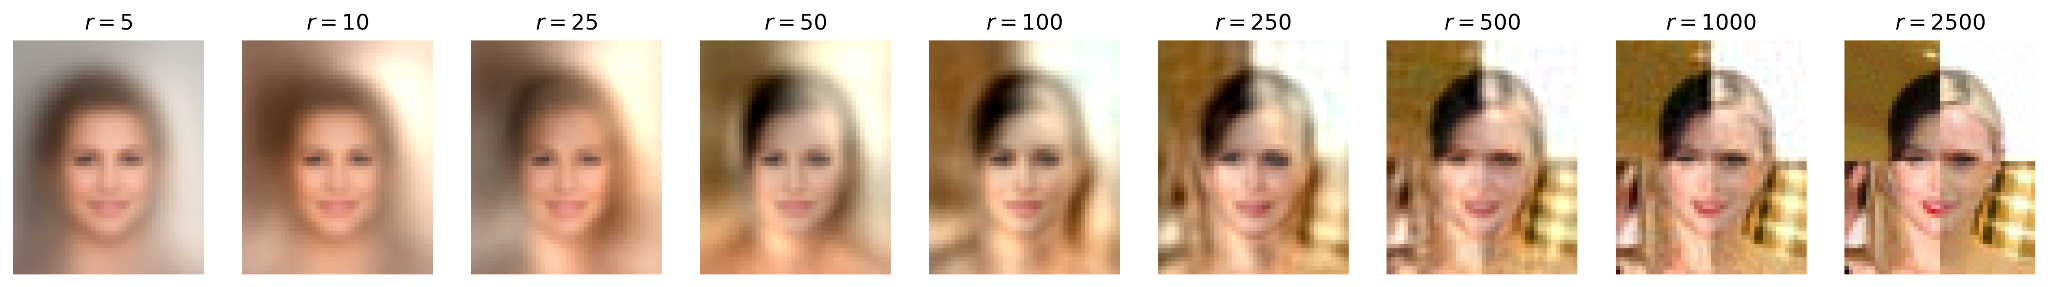 r = 5 r = 10 r = 25 r = 50 r = 100 r = 250 r = 500 r = 1000 r = 2500